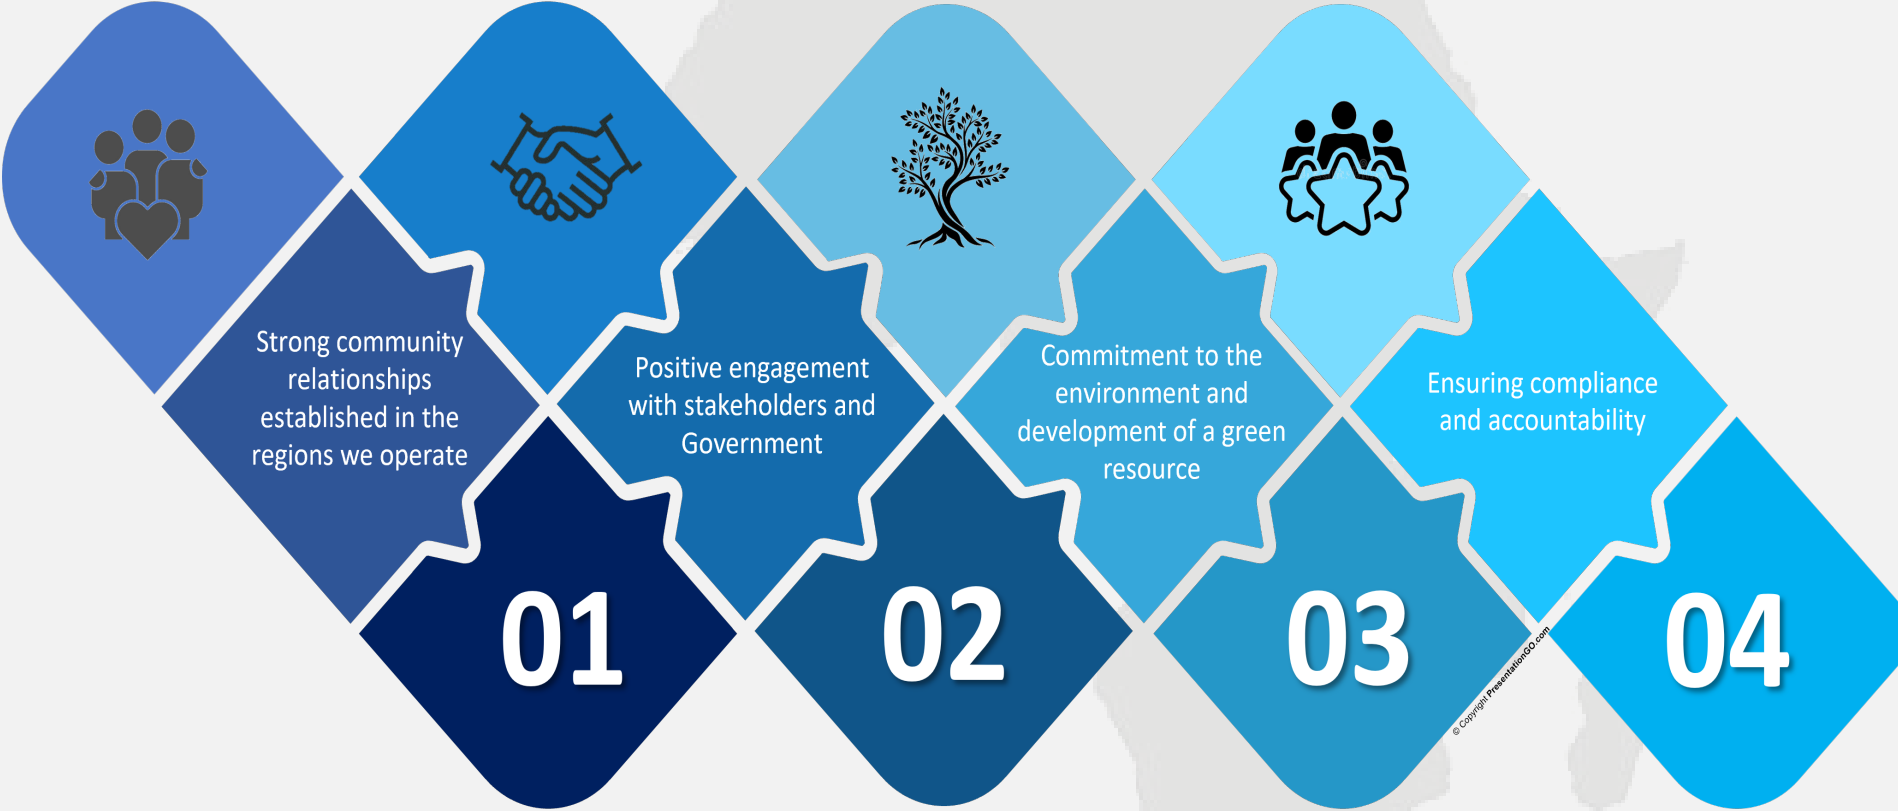 Strong community
relationships
established in the
regions we operate
01
Positive engagement
with stakeholders and
Government
02
Commitment to the
environment and
development of a green
resource
03
Ensuring compliance
and accountability
04
© Copyright PresentationGO.com